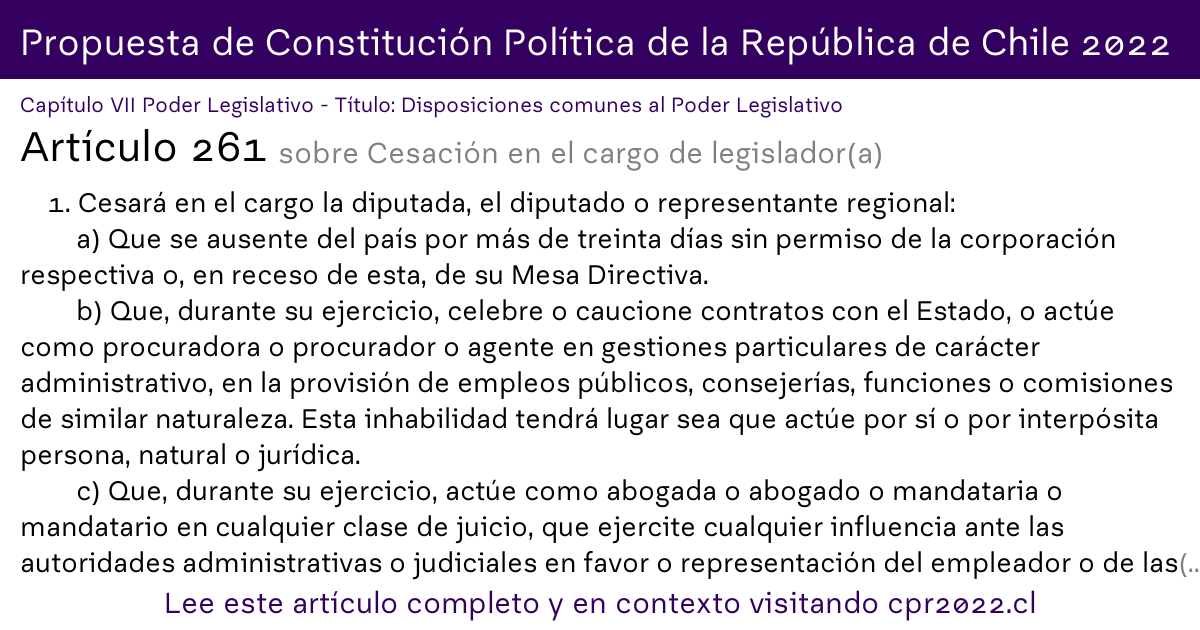 Propuesta de Constitución Política de la República de Chile 2022
Capítulo VII Poder Legislativo - Título: Disposiciones comunes al Poder Legislativo
Artículo 261 sobre Cesación en el cargo de legislador(a)
1. Cesará en el cargo la diputada, el diputado o representante regional:
a) Que se ausente del país por más de treinta días sin permiso de la corporación
respectiva o, en receso de esta, de su Mesa Directiva.
b) Que, durante su ejercicio, celebre o caucione contratos con el Estado, o actúe
como procuradora o procurador o agente en gestiones particulares de carácter
administrativo, en la provisión de empleos públicos, consejerías, funciones o comisiones
de similar naturaleza. Esta inhabilidad tendrá lugar sea que actúe por sí o por interpósita
persona, natural o jurídica.
c) Que, durante su ejercicio, actúe como abogada o abogado o mandataria o
mandatario en cualquier clase de juicio, que ejercite cualquier influencia ante las
autoridades administrativas o judiciales en favor o representación del empleador o de las(..
Lee este artículo completo y en contexto visitando cpr2022.cl